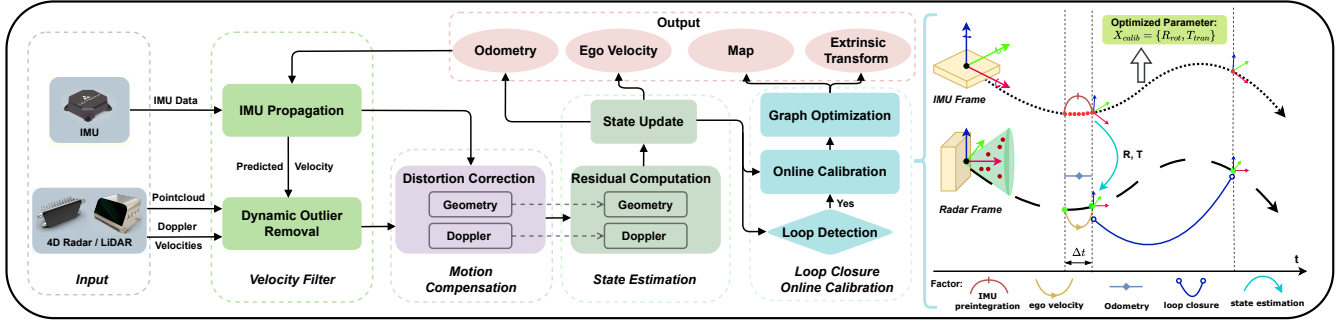 Output
Odometry
Ego Velocity
Map
Extrinsic
Transform
IMU Data
IMU
Pointcloud
Doppler
Velocities
4D Radar / LiDAR
Input
IMU Propagation
Predicted
Velocity
Dynamic Outlier
Removal
Velocity Filter
Distortion Correction
Geometry
Doppler
Motion
Compensation
State Update
Residual Computation
Geometry
Doppler
State Estimation
Graph Optimization
Online Calibration
Yes
Loop Detection
Loop Closure
Online Calibration
Optimized Parameter:
X_calib = {R_rot, T_tran}
IMU Frame
Radar Frame
R, T
Δt
t
Factor:
IMU
preintegration
ego velocity
Odometry
loop closure
state estimation